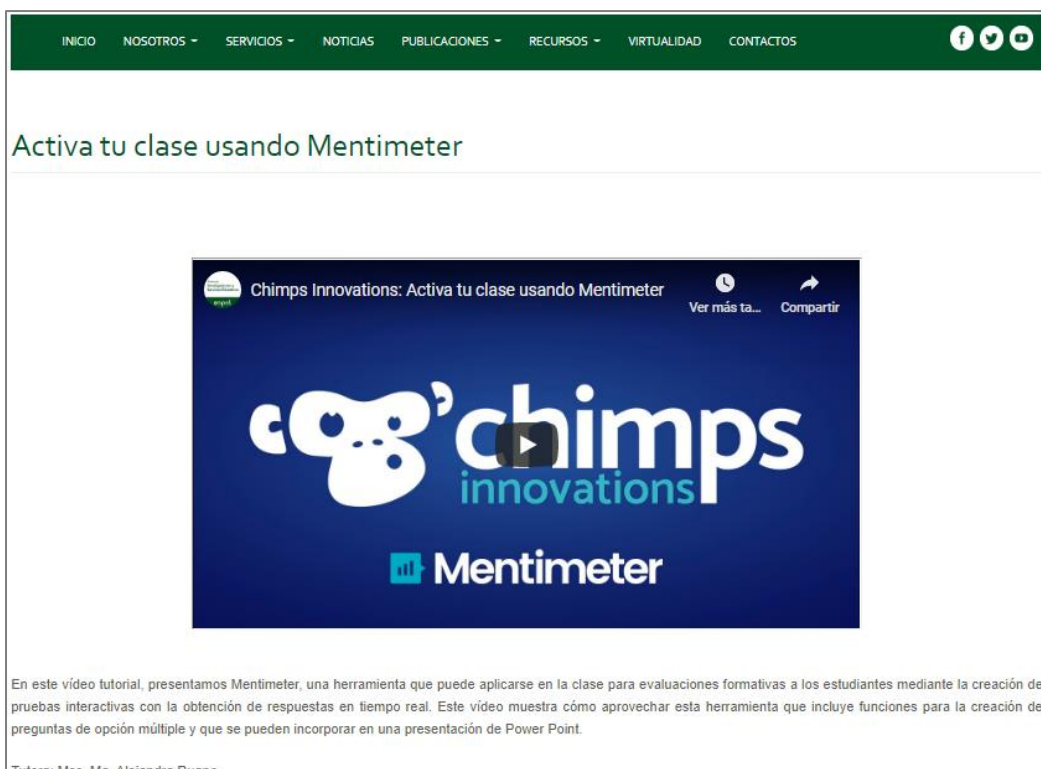 INICIO NOSOTROS SERVICIOS NOTICIAS PUBLICACIONES RECURSOS VIRTUALIDAD CONTACTOS
Activa tu clase usando Mentimeter
Chimps Innovations: Activa tu clase usando Mentimeter
Ver más ta... Compartir
chimps
innovations
Mentimeter
En este vídeo tutorial, presentamos Mentimeter, una herramienta que puede aplicarse en la clase para evaluaciones formativas a los estudiantes mediante la creación de
pruebas interactivas con la obtención de respuestas en tiempo real. Este vídeo muestra cómo aprovechar esta herramienta que incluye funciones para la creación de
preguntas de opción múltiple y que se pueden incorporar en una presentación de Power Point.